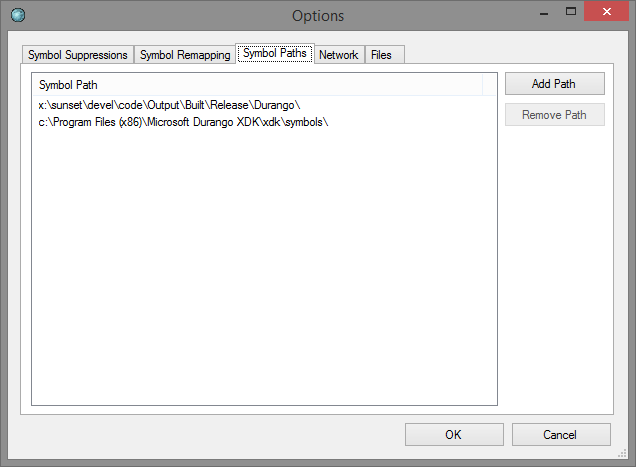 Options
Symbol Suppressions Symbol Remapping Symbol Paths Network Files
Symbol Path
Add Path
x:\sunset\devel\code\Output\Built\Release\Durango\
c:\Program Files (x86)\Microsoft Durango XDK\xdk\symbols\
Remove Path
OK Cancel